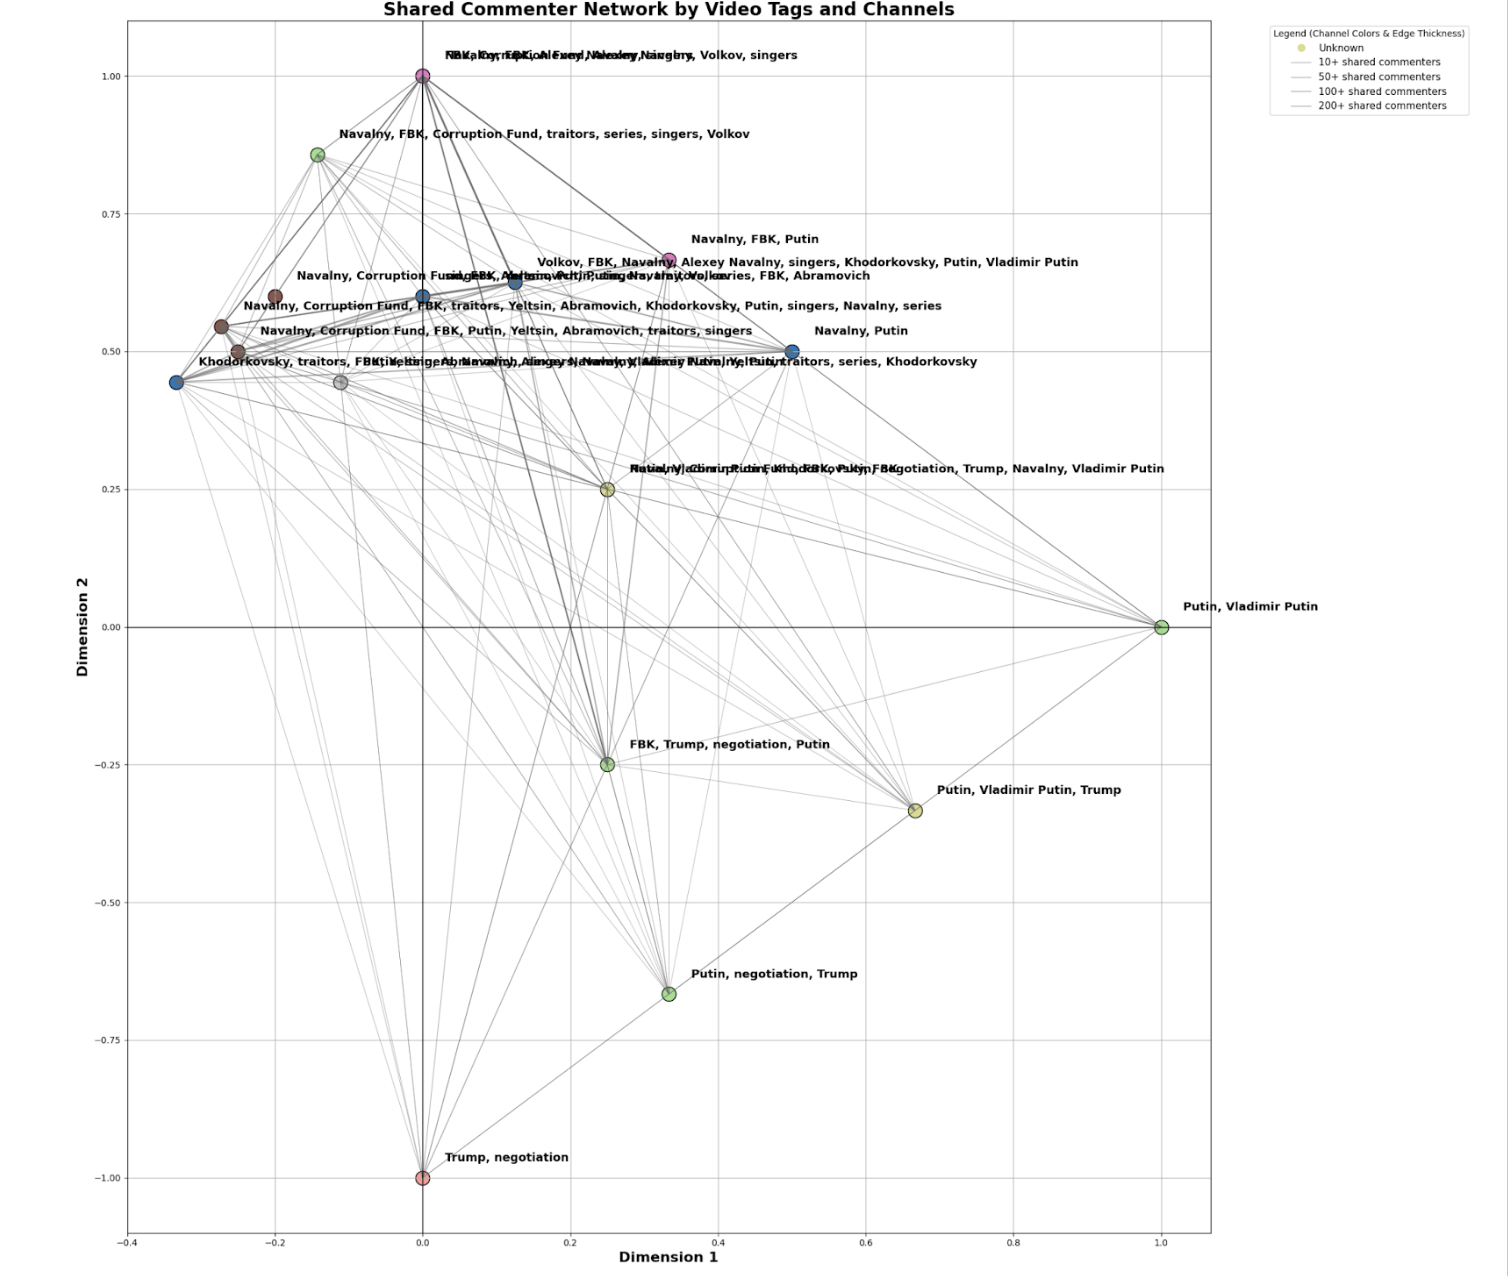 Shared Commenter Network by Video Tags and Channels
Legend (Channel Colors & Edge Thickness)
Unknown
10+ shared commenters
50+ shared commenters
100+ shared commenters
200+ shared commenters
Volkov, singers
Navalny, FBK, Corruption Fund, traitors, series, singers, Volkov
Navalny, FBK, Putin
Volkov, FBK, Navalny, Alexey Navalny, singers, Khodorkovsky, Putin, Vladimir Putin
Navalny, Corruption series, FBK, Abramovich
Navalny, Corruption Fund, FBK, traitors, Yeltsin, Abramovich, Khodorkovsky, Putin, singers, Navalny, series
Navalny, Corruption Fund, FBK, Putin, Yeltsin, Abramovich, traitors, singers
Navalny, Putin
Khodorkovsky, traitors, traitors, series, Khodorkovsky
negotiation, Trump, Navalny, Vladimir Putin
Putin, Vladimir Putin
FBK, Trump, negotiation, Putin
Putin, Vladimir Putin, Trump
Putin, negotiation, Trump
Trump, negotiation
1.00
0.75
0.50
0.25
0.00
−0.25
−0.50
−0.75
−1.00
Dimension 2
−0.4 −0.2 0.0 0.2 0.4 0.6 0.8 1.0
Dimension 1